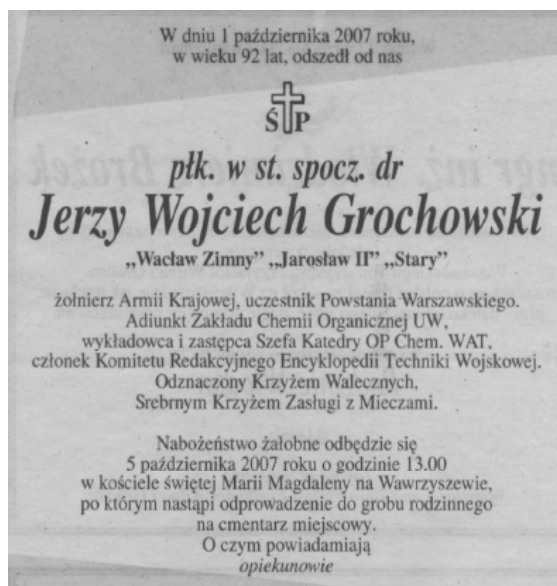 W dniu 1 października 2007 roku,
w wieku 92 lat, odszedł od nas
Ś P
płk. w st. spocz. dr
Jerzy Wojciech Grochowski
„Wacław Zimny” „Jarosław II” „Stary”
żołnierz Armii Krajowej, uczestnik Powstania Warszawskiego.
Adiunkt Zakładu Chemii Organicznej UW,
wykładowca i zastępca Szefa Katedry OP Chem. WAT,
członek Komitetu Redakcyjnego Encyklopedii Techniki Wojskowej.
Odznaczony Krzyżem Walecznych,
Srebrnym Krzyżem Zasługi z Mieczami.
Nabożeństwo żałobne odbędzie się
5 października 2007 roku o godzinie 13.00
w kościele świętej Marii Magdaleny na Wawrzyszewie,
po którym nastąpi odprowadzenie do grobu rodzinnego
na cmentarz miejscowy.
O czym powiadamiają
opiekunowie